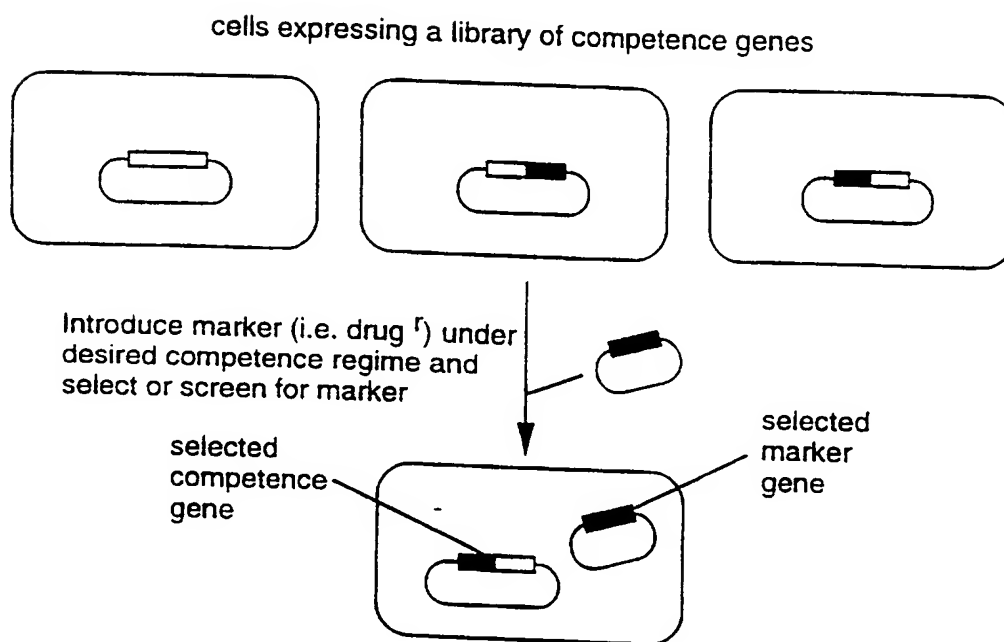 cells expressing a library of competence genes
Introduce marker (i.e. drug ʳ) under
desired competence regime and
select or screen for marker
selected
competence
gene
selected
marker
gene